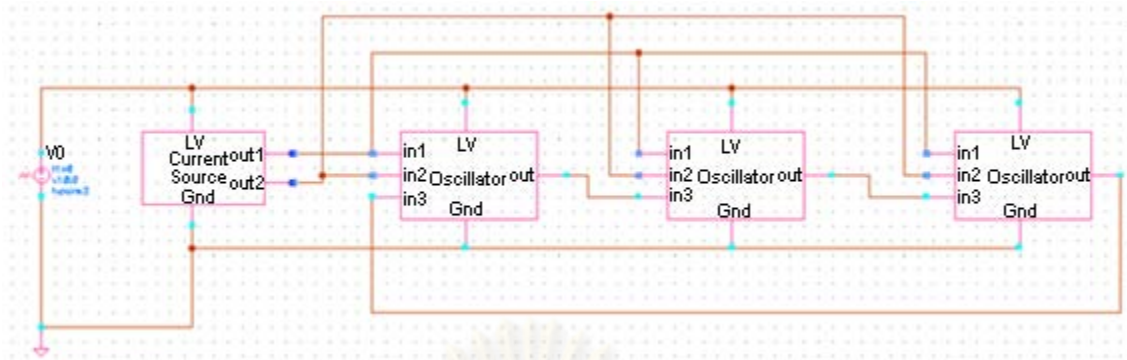 V0
LV
Current
Source
Gnd
out1
out2
in1
in2
in3
LV
Oscillator
out
Gnd
in1
in2
in3
LV
Oscillator
out
Gnd
in1
in2
in3
LV
Oscillator
out
Gnd